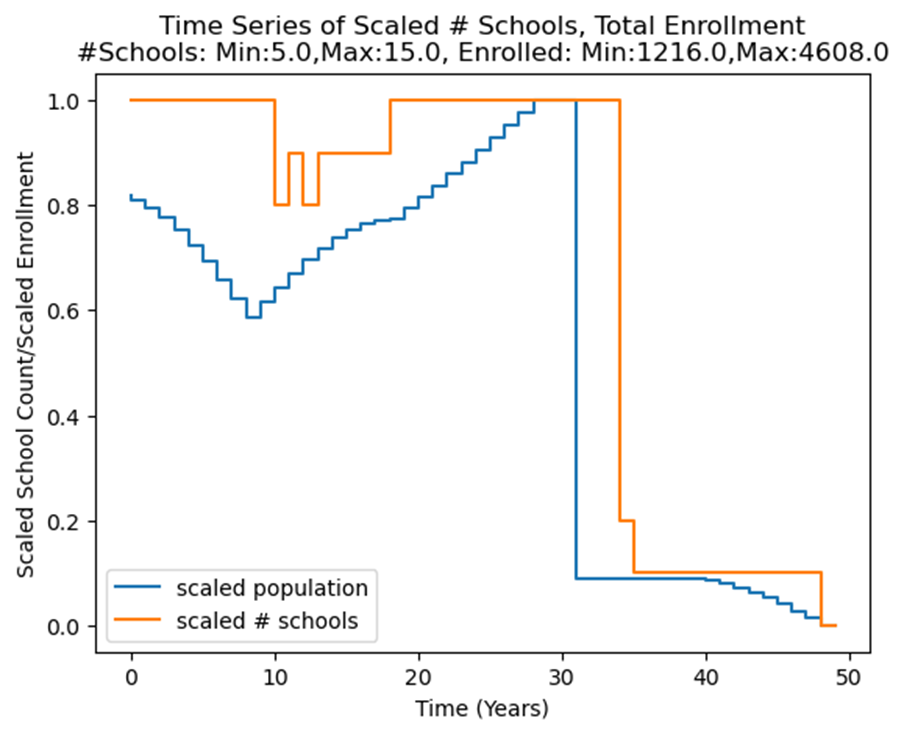 Time Series of Scaled # Schools, Total Enrollment
#Schools: Min:5.0,Max:15.0, Enrolled: Min:1216.0,Max:4608.0
Scaled School Count/Scaled Enrollment
1.0
0.8
0.6
0.4
0.2
0.0
scaled population
scaled # schools
0 10 20 30 40 50
Time (Years)